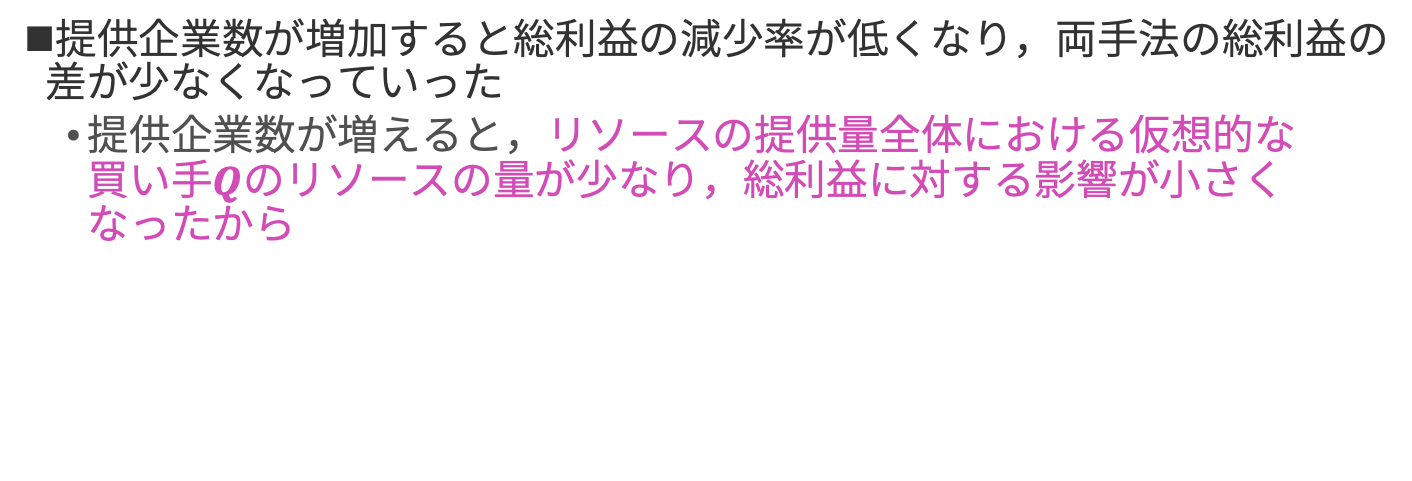 ■提供企業数が増加すると総利益の減少率が低くなり，両手法の総利益の
差が少なくなっていった
•提供企業数が増えると，リソースの提供量全体における仮想的な
買い手Qのリソースの量が少なり，総利益に対する影響が小さく
なったから